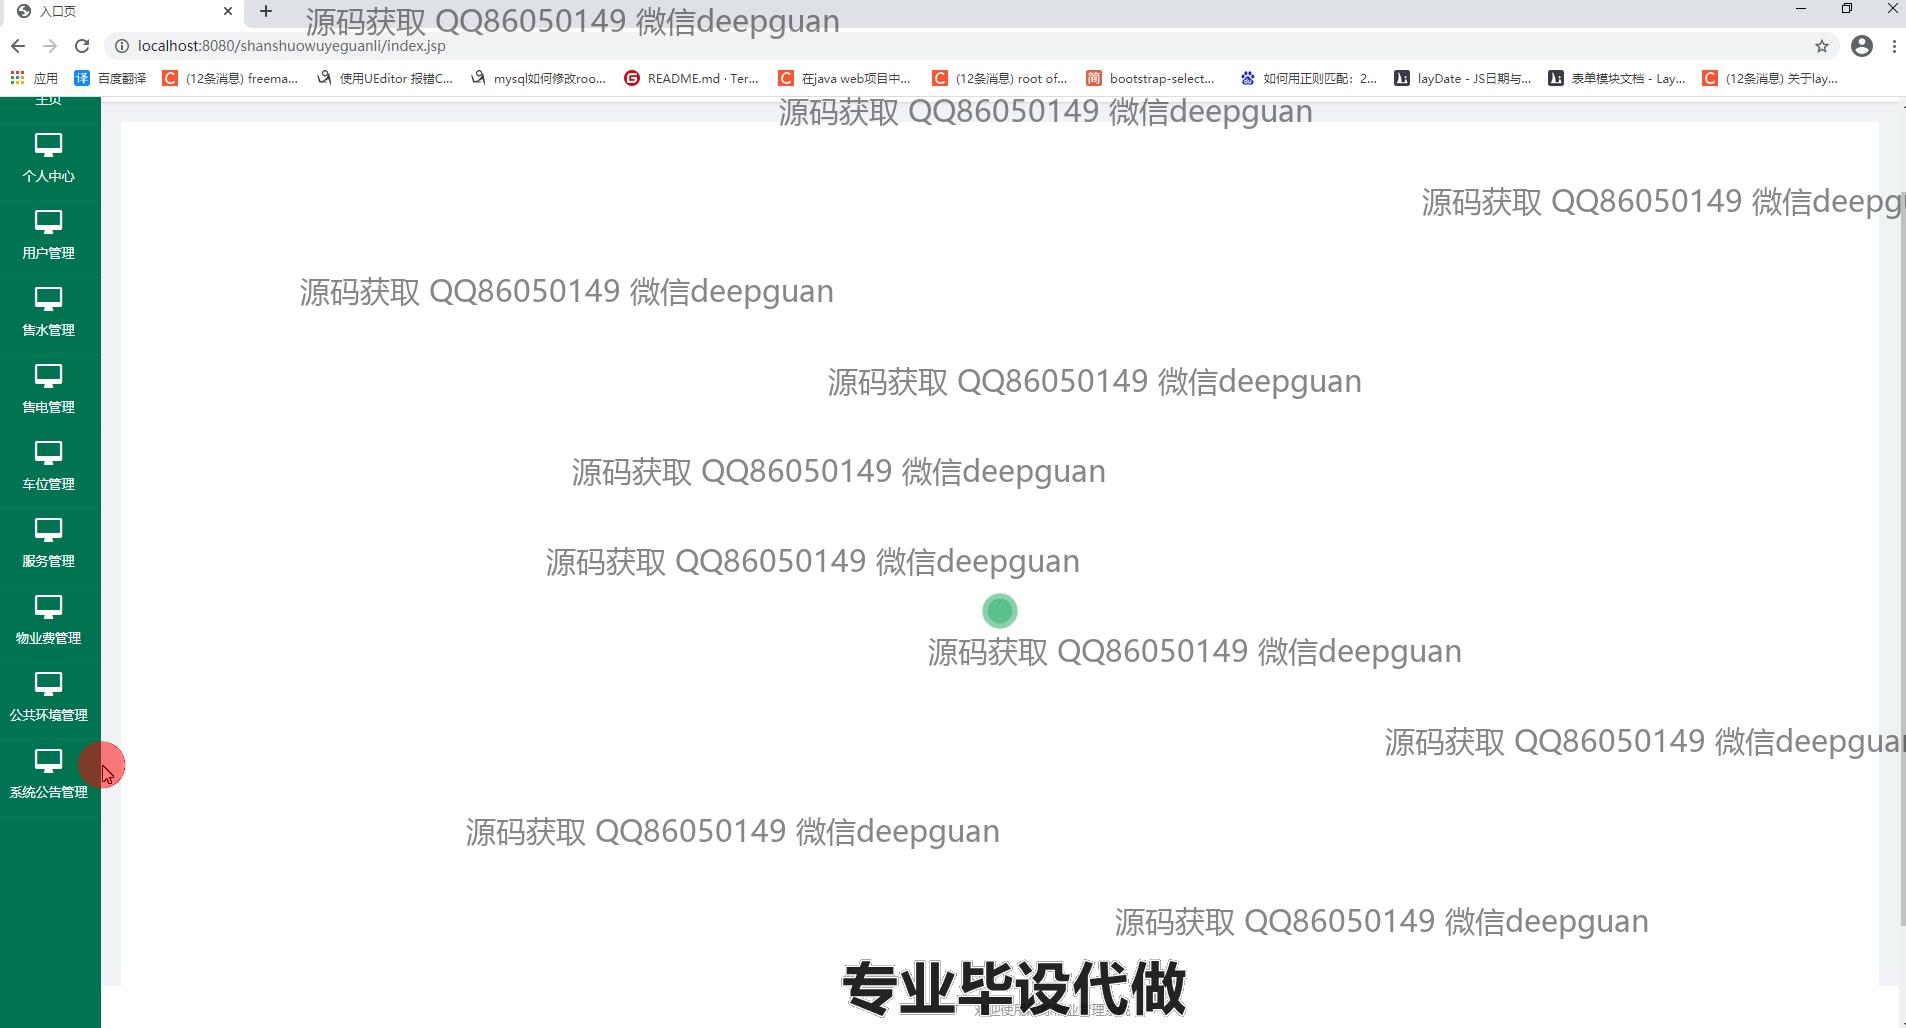 入口页
源码获取 QQ86050149 微信deepguan
localhost:8080/shanshuowuyeguanli/index.jsp
应用
百度翻译
(12条消息) freema...
使用UEditor 报错C...
mysql如何修改roo...
README.md · Ter...
在java web项目中...
(12条消息) root of...
bootstrap-select...
如何用正则匹配：2...
layDate - JS日期与...
表单模块文档 - Lay...
(12条消息) 关于lay...
主页
源码获取 QQ86050149 微信deepguan
个人中心
源码获取 QQ86050149 微信deepg
用户管理
源码获取 QQ86050149 微信deepguan
售水管理
源码获取 QQ86050149 微信deepguan
售电管理
源码获取 QQ86050149 微信deepguan
车位管理
源码获取 QQ86050149 微信deepguan
服务管理
物业费管理
源码获取 QQ86050149 微信deepguan
公共环境管理
源码获取 QQ86050149 微信deepguan
系统公告管理
源码获取 QQ86050149 微信deepguan
源码获取 QQ86050149 微信deepguan
专业毕设代做